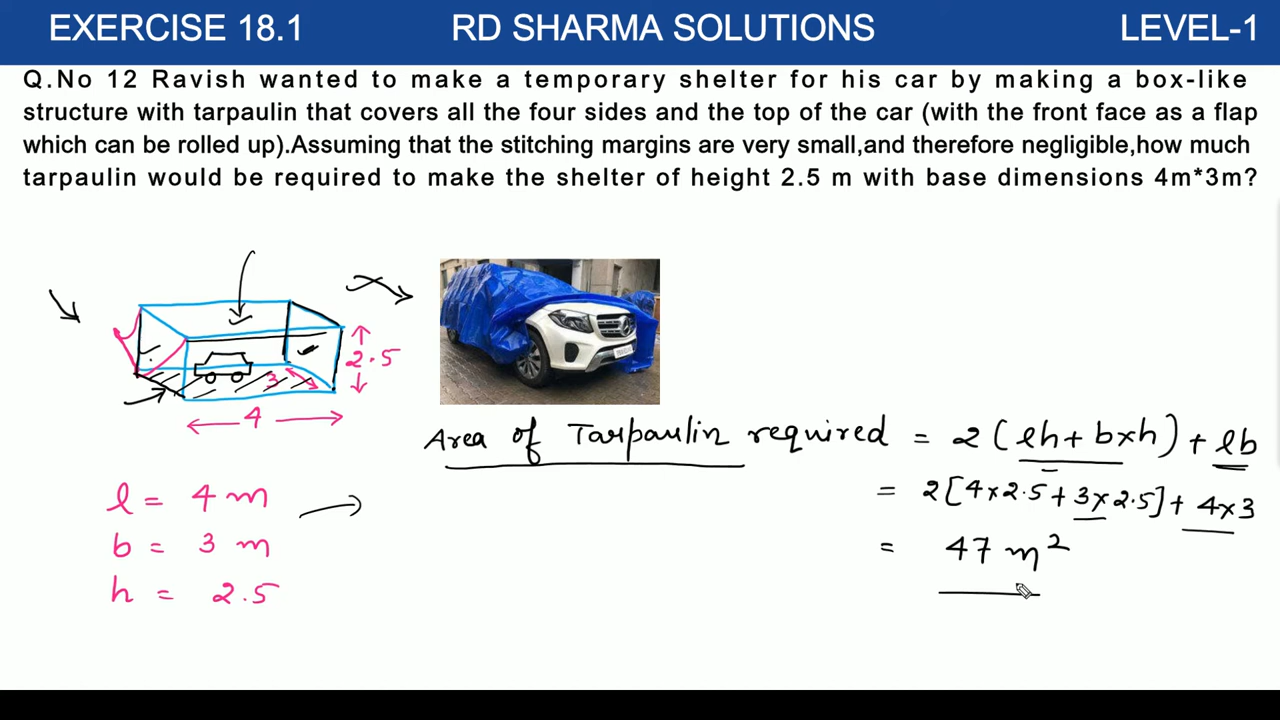 EXERCISE 18.1 RD SHARMA SOLUTIONS LEVEL-1
Q.No 12 Ravish wanted to make a temporary shelter for his car by making a box-like
structure with tarpaulin that covers all the four sides and the top of the car (with the front face as a flap
which can be rolled up).Assuming that the stitching margins are very small,and therefore negligible,how much
tarpaulin would be required to make the shelter of height 2.5 m with base dimensions 4m*3m?
2.5
3
4
Area of Tarpaulin required = 2 (lh + b×h) + lb
= 2[4×2.5 + 3×2.5] + 4×3
= 47 m²
l = 4 m
b = 3 m
h = 2.5